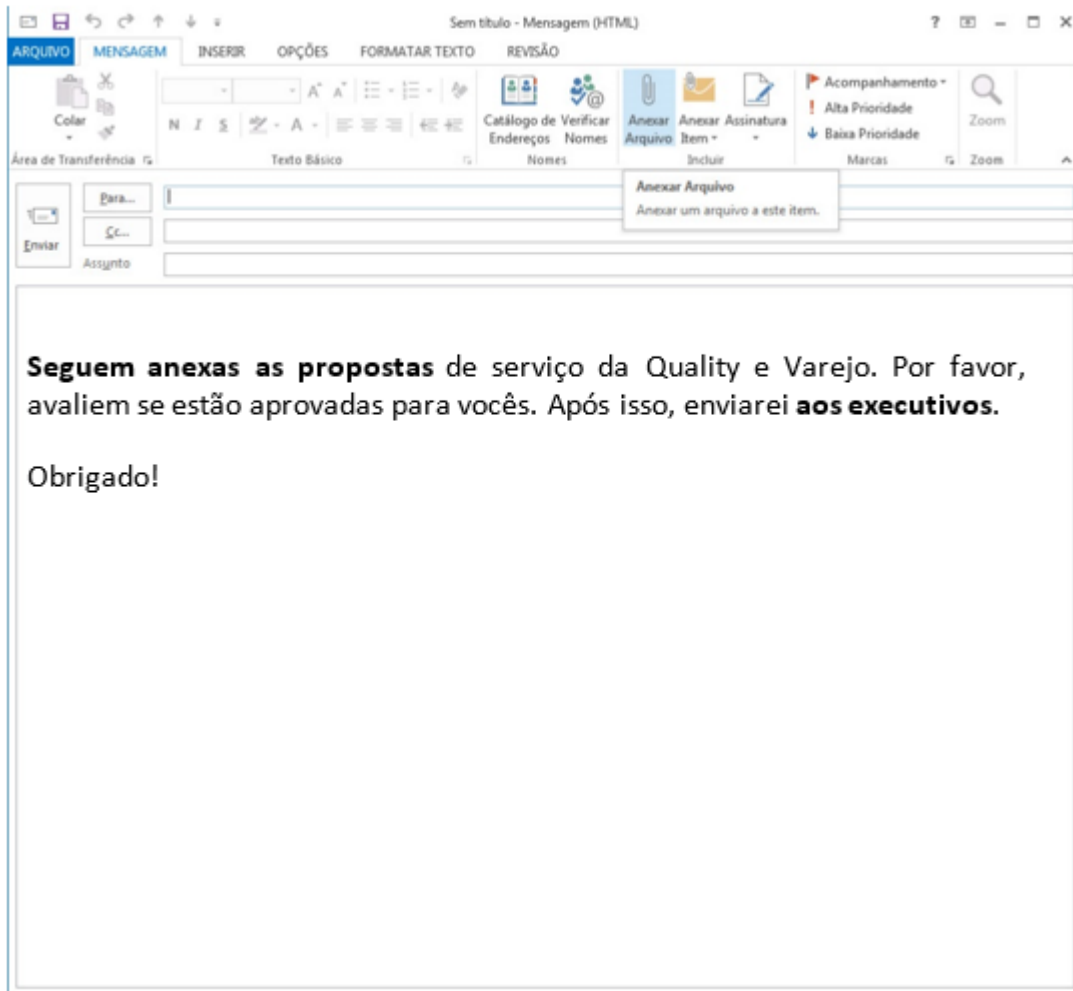 Sem título - Mensagem (HTML)
?
ARQUIVO MENSAGEM INSERIR OPÇÕES FORMATAR TEXTO REVISÃO
Colar
N I S A A A
Catálogo de Endereços
Verificar Nomes
Anexar Arquivo
Anexar Item
Assinatura
Acompanhamento
! Alta Prioridade
Baixa Prioridade
Zoom
Área de Transferência Texto Básico Nomes Incluir Marcas Zoom
Anexar Arquivo
Anexar um arquivo a este item.
Enviar
Para...
Cc...
Assunto
Seguem anexas as propostas de serviço da Quality e Varejo. Por favor,
avaliem se estão aprovadas para vocês. Após isso, enviarei aos executivos.
Obrigado!